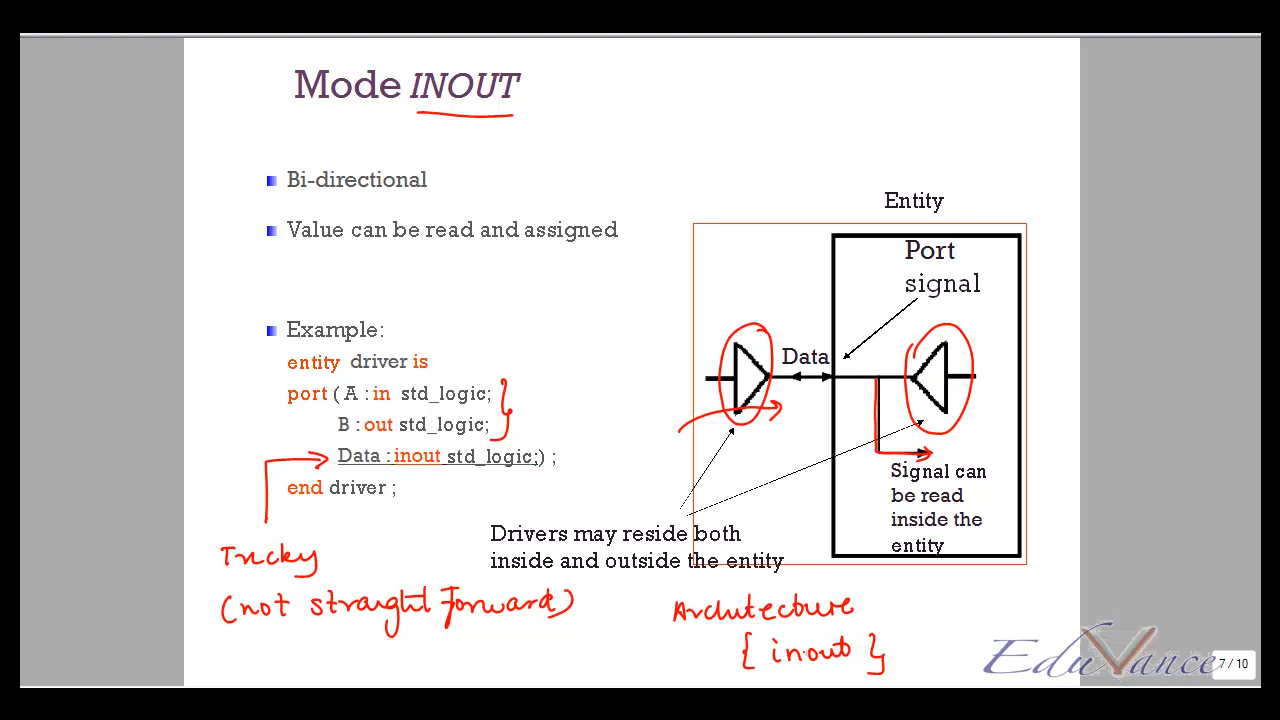 Mode INOUT
Bi-directional
Value can be read and assigned
Example:
entity driver is
port ( A : in std_logic;
B : out std_logic;
Data : inout std_logic;) ;
end driver ;
Tricky
(not straight forward)
Entity
Port
signal
Data
Signal can
be read
inside the
entity
Drivers may reside both
inside and outside the entity
Architecture
{ inout }
EduVance
7 / 10